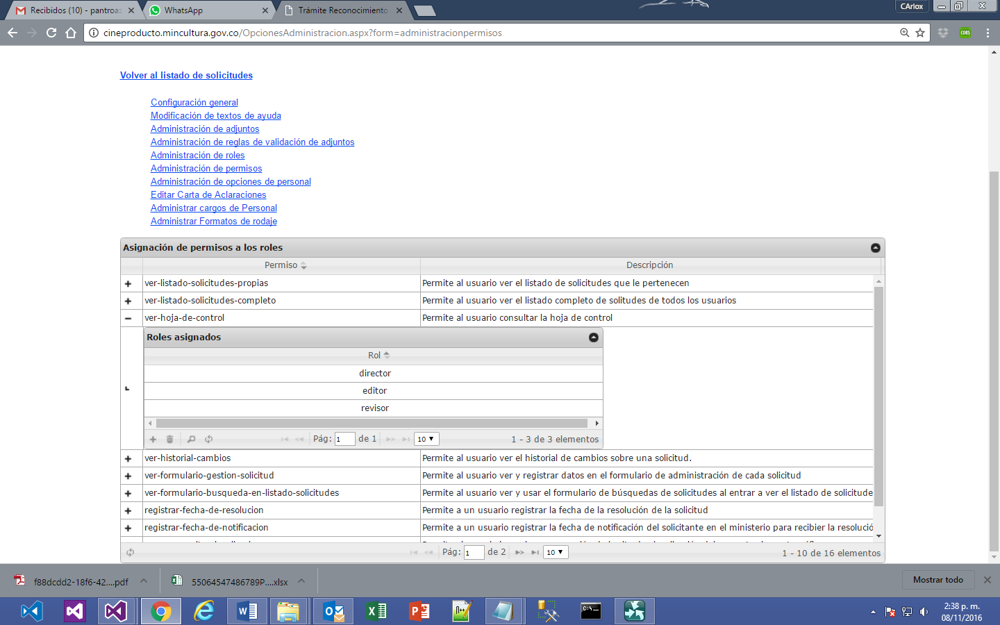 Recibidos (10) - pantroaz
WhatsApp
Trámite Reconocimiento
CArlox
cineproducto.mincultura.gov.co/OpcionesAdministracion.aspx?form=administracionpermisos
CORS
Volver al listado de solicitudes
Configuración general
Modificación de textos de ayuda
Administración de adjuntos
Administración de reglas de validación de adjuntos
Administración de roles
Administración de permisos
Administración de opciones de personal
Editar Carta de Aclaraciones
Administrar cargos de Personal
Administrar Formatos de rodaje
Asignación de permisos a los roles
Permiso Descripción
ver-listado-solicitudes-propias Permite al usuario ver el listado de solicitudes que le pertenecen
ver-listado-solicitudes-completo Permite al usuario ver el listado completo de solitudes de todos los usuarios
ver-hoja-de-control Permite al usuario consultar la hoja de control
Roles asignados
Rol
director
editor
revisor
Pág: 1 de 1 10 1 - 3 de 3 elementos
ver-historial-cambios Permite al usuario ver el historial de cambios sobre una solicitud.
ver-formulario-gestion-solicitud Permite al usuario ver y registrar datos en el formulario de administración de cada solicitud
ver-formulario-busqueda-en-listado-solicitudes Permite al usuario ver y usar el formulario de búsquedas de solicitudes al entrar a ver el listado de solicitude
registrar-fecha-de-resolucion Permite a un usuario registrar la fecha de la resolución de la solicitud
registrar-fecha-de-notificacion Permite a un usuario registrar la fecha de notificación del solicitante en el ministerio para recibier la resolució
Pág: 1 de 2 10 1 - 10 de 16 elementos
f88dcdd2-18f6-42....pdf
55064547486789P....xlsx
Mostrar todo
2:38 p. m.
08/11/2016